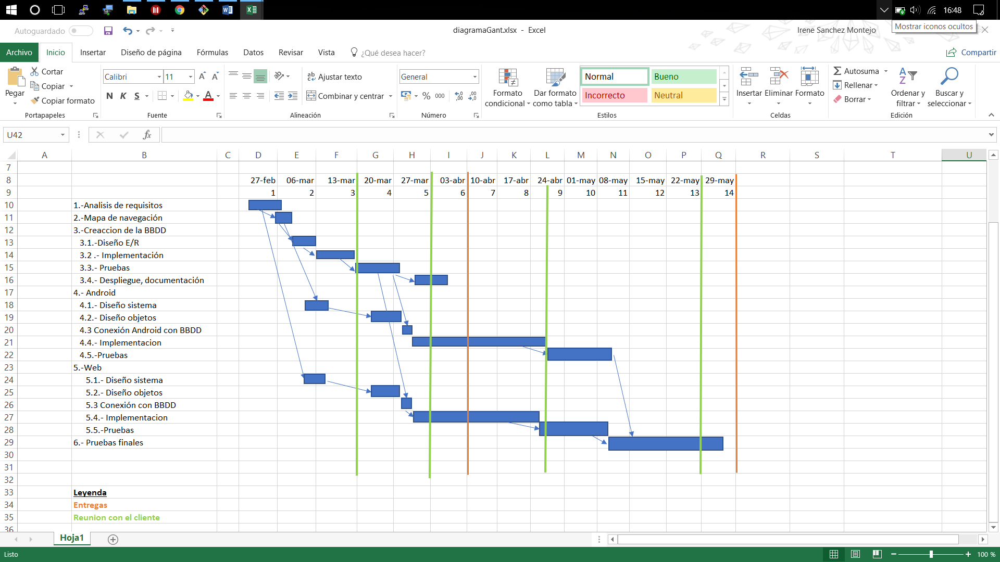 16:48
Autoguardado
diagramaGant.xlsx - Excel
Irene Sanchez Montejo
Mostrar iconos ocultos
Archivo Inicio Insertar Diseño de página Fórmulas Datos Revisar Vista ¿Qué desea hacer? Compartir
Pegar
Cortar
Copiar
Copiar formato
Portapapeles
Calibri 11
N K S
Fuente
Ajustar texto
Combinar y centrar
Alineación
General
% 000
Número
Formato condicional
Dar formato como tabla
Normal Bueno
Incorrecto Neutral
Estilos
Insertar Eliminar Formato
Celdas
Autosuma
Rellenar
Borrar
Ordenar y filtrar
Buscar y seleccionar
Edición
U42 fx
A B C D E F G H I J K L M N O P Q R S T U
7
8 27-feb 06-mar 13-mar 20-mar 27-mar 03-abr 10-abr 17-abr 24-abr 01-may 08-may 15-may 22-may 29-may
9 1 2 3 4 5 6 7 8 9 10 11 12 13 14
10 1.-Analisis de requisitos
11 2.-Mapa de navegación
12 3.-Creaccion de la BBDD
13 3.1.-Diseño E/R
14 3.2 .- Implementación
15 3.3.- Pruebas
16 3.4.- Despliegue, documentación
17 4.- Android
18 4.1.- Diseño sistema
19 4.2.- Diseño objetos
20 4.3 Conexión Android con BBDD
21 4.4.- Implementacion
22 4.5.-Pruebas
23 5.-Web
24 5.1.- Diseño sistema
25 5.2.- Diseño objetos
26 5.3 Conexión con BBDD
27 5.4.- Implementacion
28 5.5.-Pruebas
29 6.- Pruebas finales
30
31
32
33 Leyenda
34 Entregas
35 Reunion con el cliente
36
Hoja1
Listo
100 %